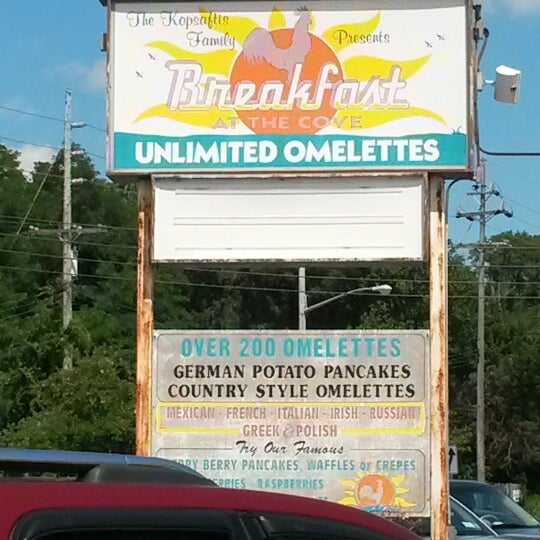 The Kopsaftis
Family Presents
Breakfast
AT THE COVE
UNLIMITED OMELETTES
OVER 200 OMELETTES
GERMAN POTATO PANCAKES
COUNTRY STYLE OMELETTES
MEXICAN - FRENCH - ITALIAN - IRISH - RUSSIAN
GREEK & POLISH
Try Our Famous
BERRY PANCAKES, WAFFLES or CREPES
RASPBERRIES